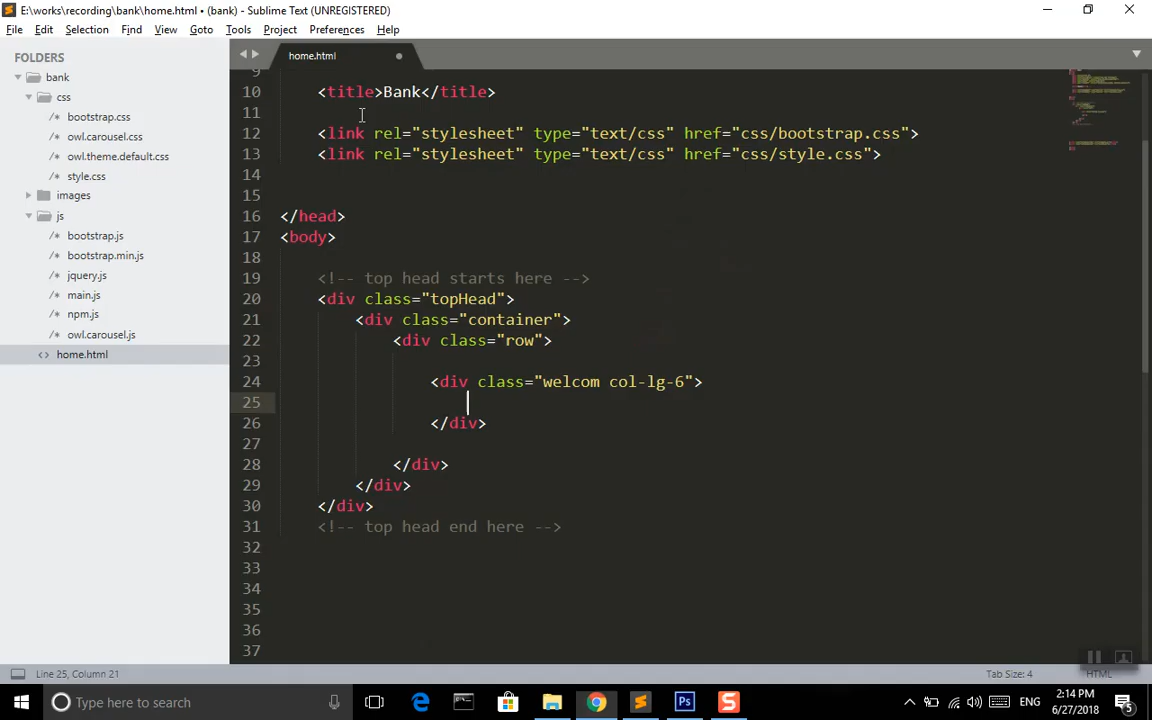 E:\works\recording\bank\home.html • (bank) - Sublime Text (UNREGISTERED)
File Edit Selection Find View Goto Tools Project Preferences Help
FOLDERS
bank
css
bootstrap.css
owl.carousel.css
owl.theme.default.css
style.css
images
js
bootstrap.js
bootstrap.min.js
jquery.js
main.js
npm.js
owl.carousel.js
home.html
home.html
9
10 <title>Bank</title>
11
12 <link rel="stylesheet" type="text/css" href="css/bootstrap.css">
13 <link rel="stylesheet" type="text/css" href="css/style.css">
14
15
16 </head>
17 <body>
18
19 <!-- top head starts here -->
20 <div class="topHead">
21 <div class="container">
22 <div class="row">
23
24 <div class="welcom col-lg-6">
25
26 </div>
27
28 </div>
29 </div>
30 </div>
31 <!-- top head end here -->
32
33
34
35
36
37
Line 25, Column 21
Tab Size: 4
HTML
Type here to search
ENG
2:14 PM
6/27/2018
5